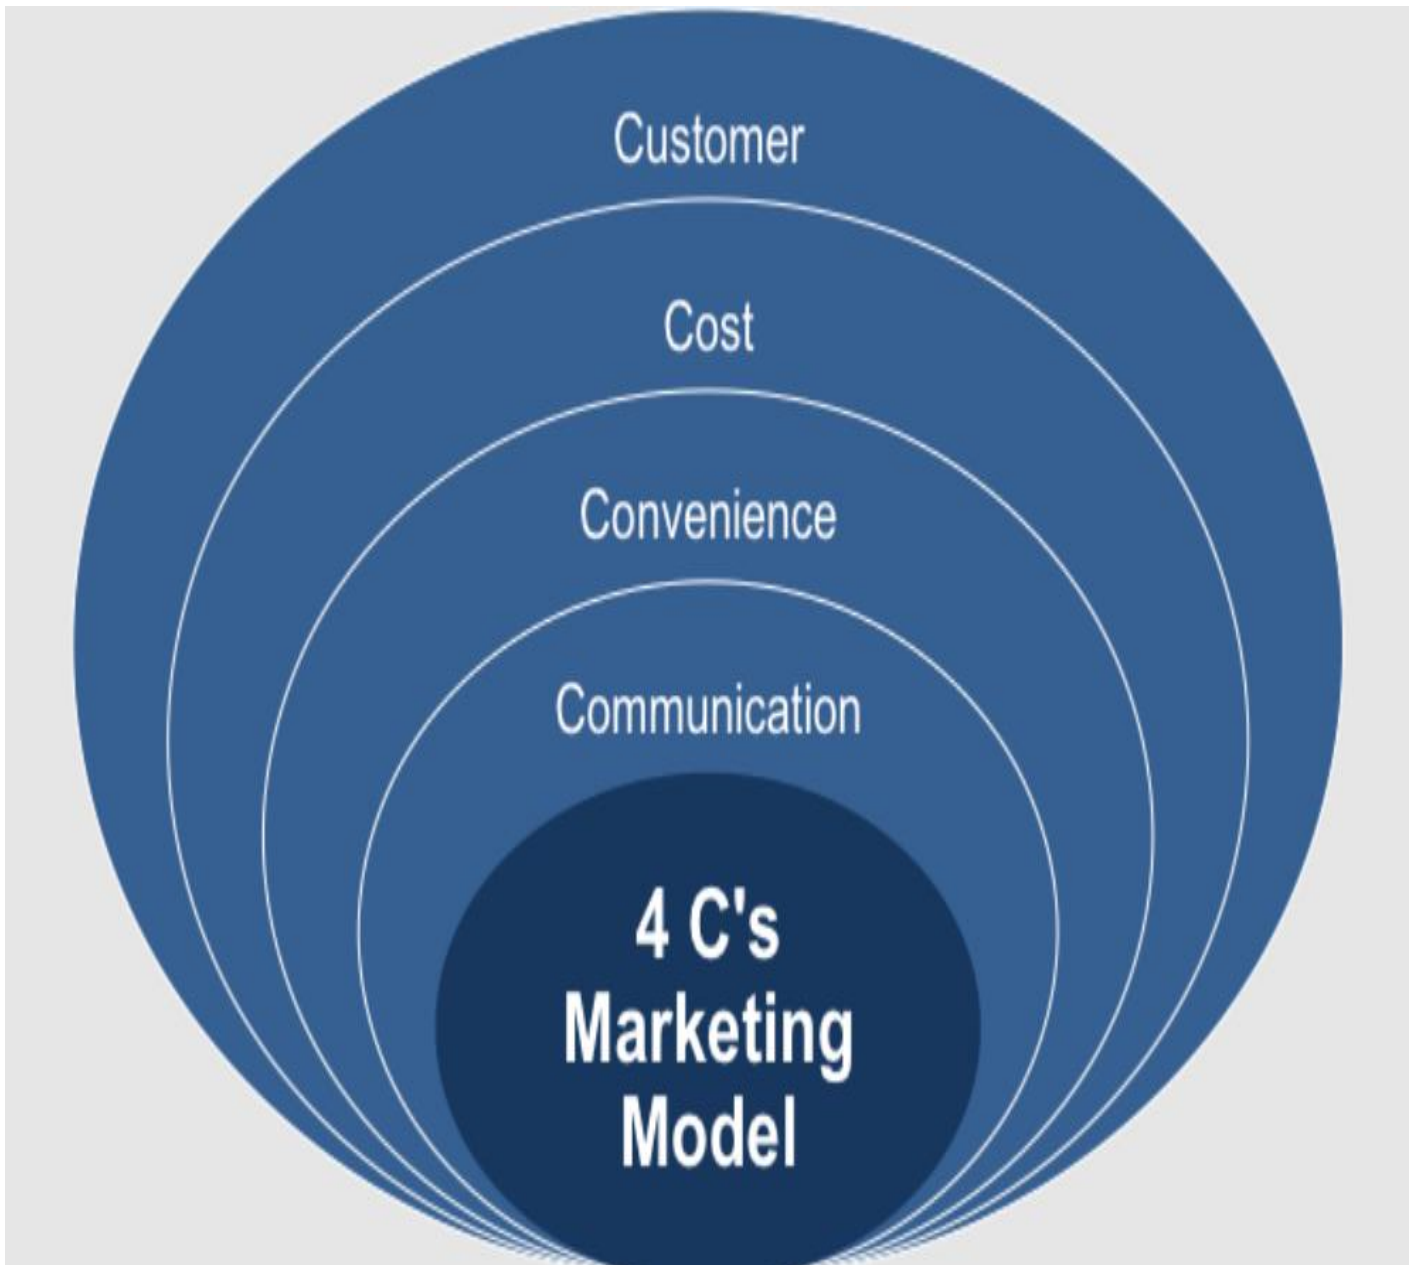 Customer
Cost
Convenience
Communication
4 C's
Marketing
Model